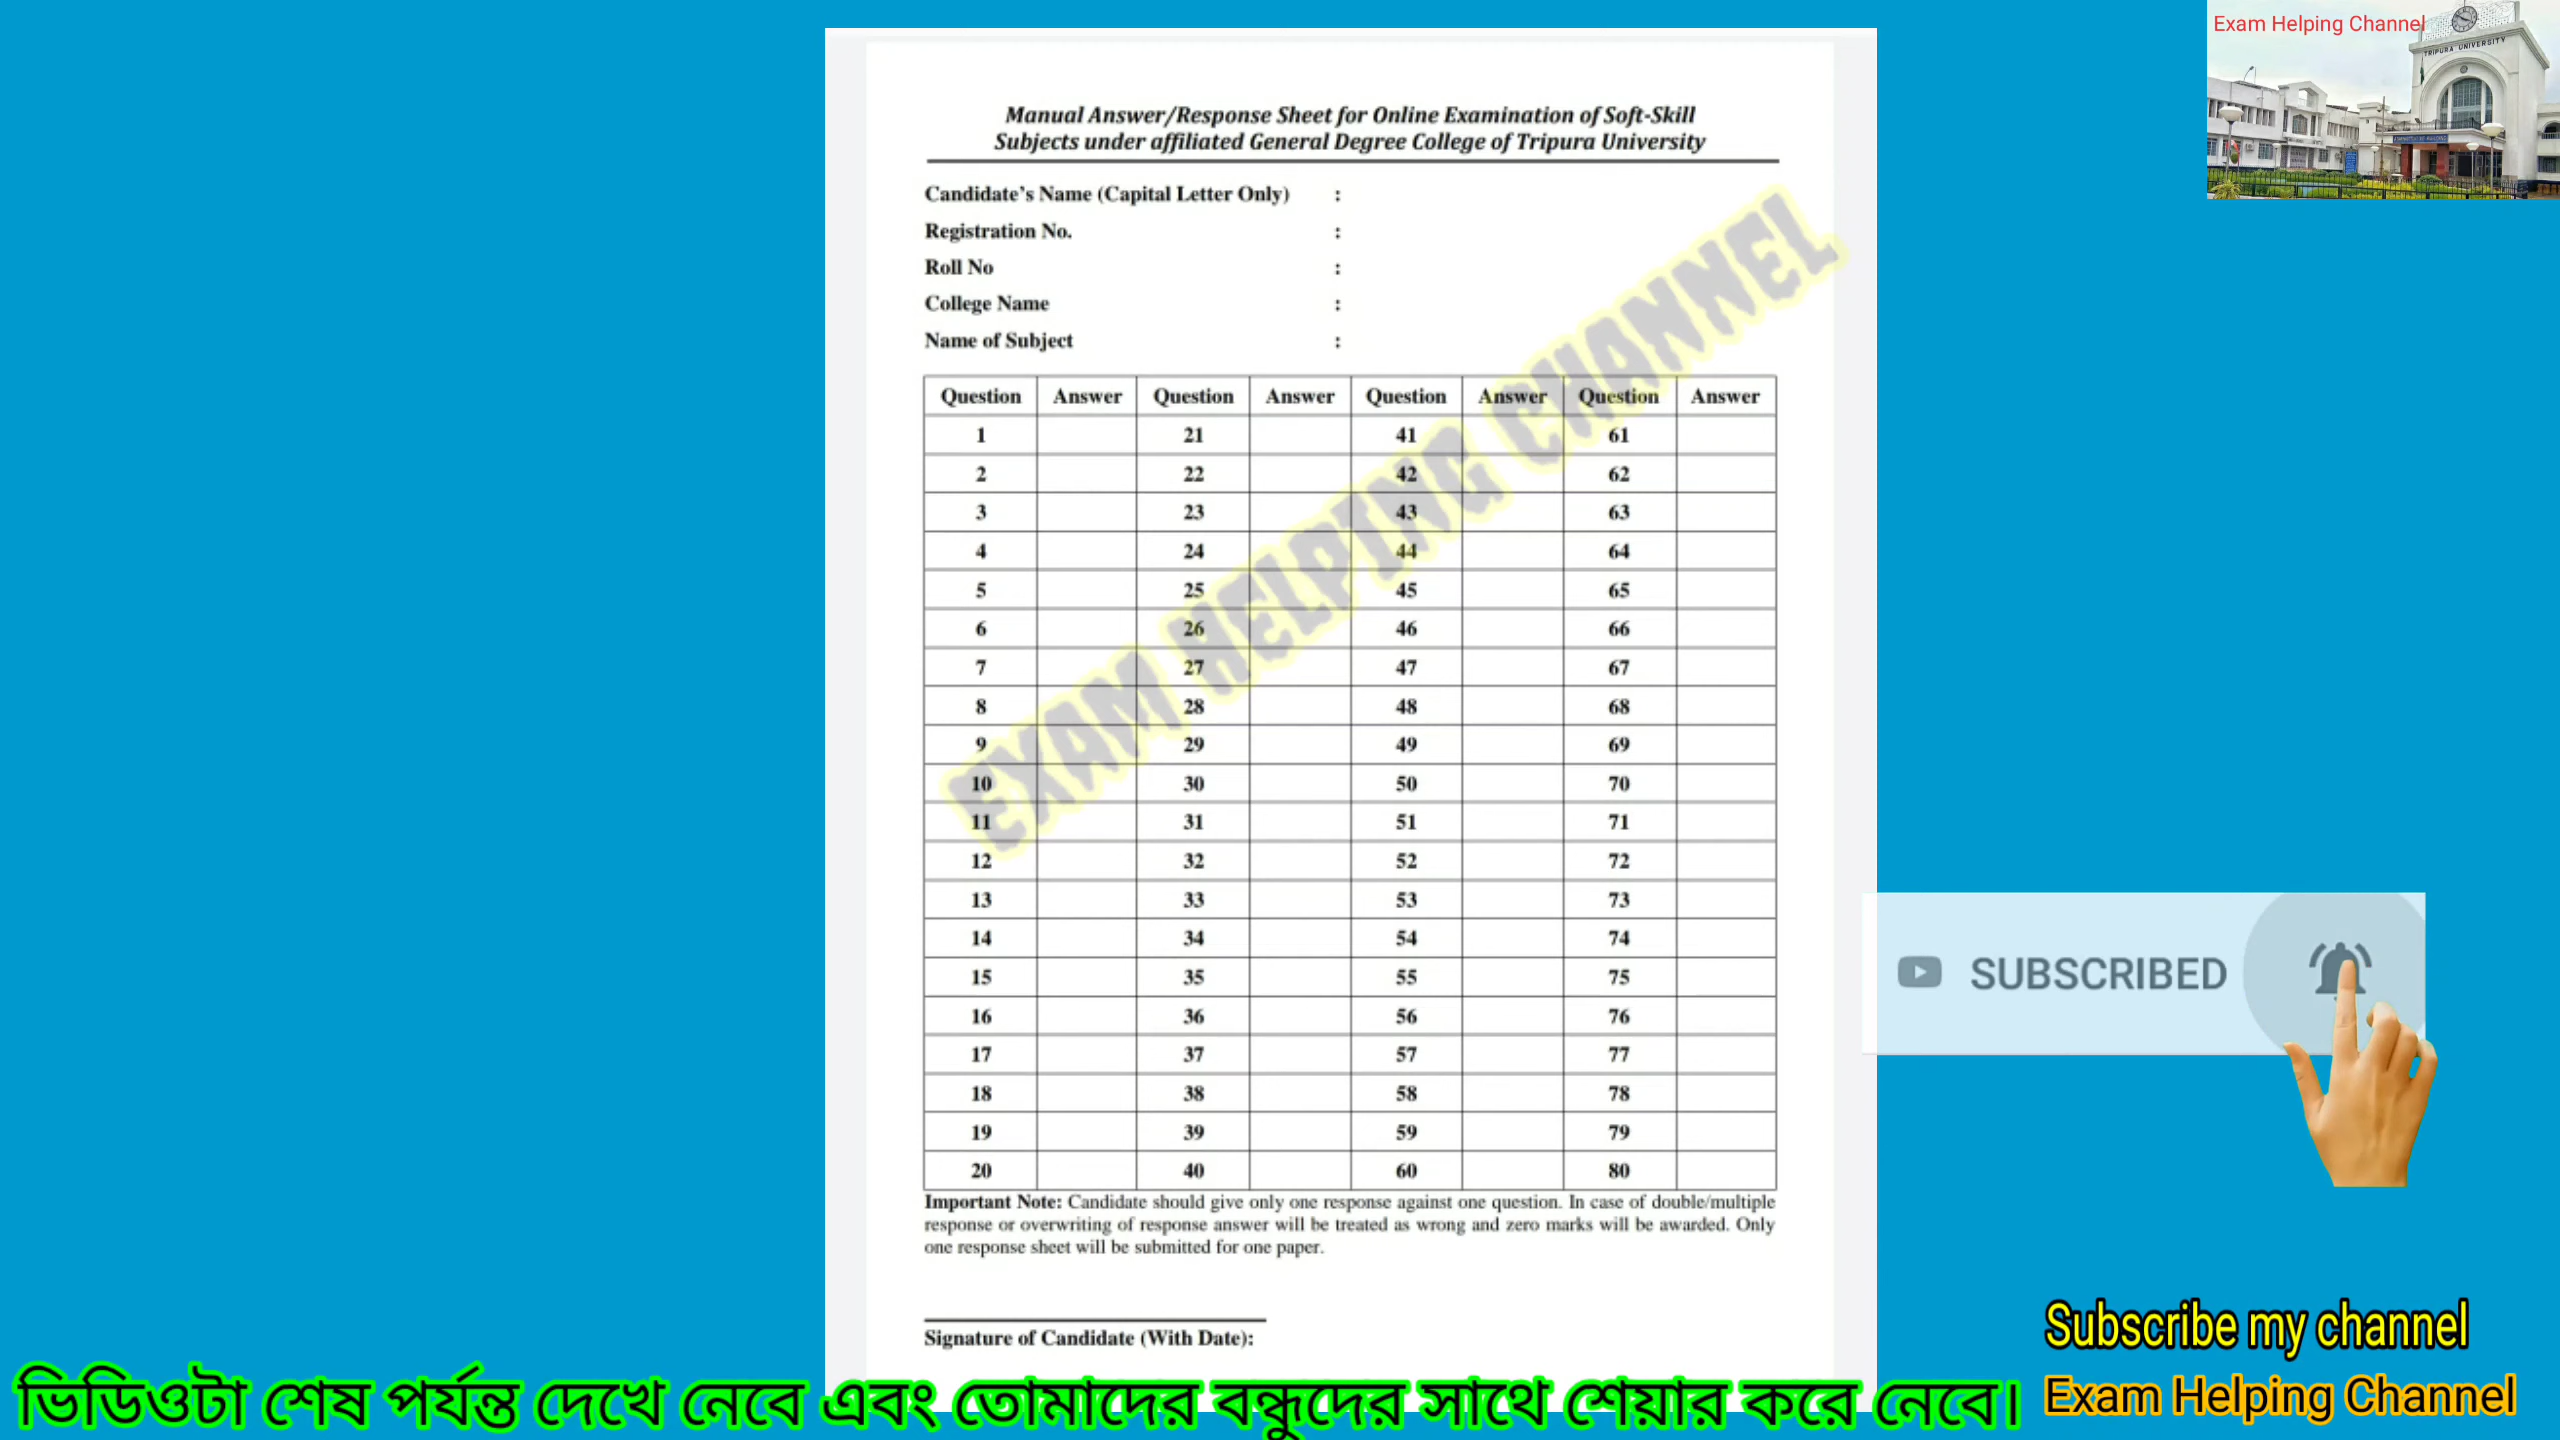 Exam Helping Channel
TRIPURA UNIVERSITY
Manual Answer/Response Sheet for Online Examination of Soft-Skill
Subjects under affiliated General Degree College of Tripura University
Candidate's Name (Capital Letter Only) :
Registration No. :
Roll No :
College Name :
Name of Subject :
Question Answer Question Answer Question Answer Question Answer
1 21 41 61
2 22 42 62
3 23 43 63
4 24 44 64
5 25 45 65
6 26 46 66
7 27 47 67
8 28 48 68
9 29 49 69
10 30 50 70
11 31 51 71
12 32 52 72
13 33 53 73
14 34 54 74
15 35 55 75
16 36 56 76
17 37 57 77
18 38 58 78
19 39 59 79
20 40 60 80
EXAM HELPING CHANNEL
Important Note: Candidate should give only one response against one question. In case of double/multiple
response or overwriting of response answer will be treated as wrong and zero marks will be awarded. Only
one response sheet will be submitted for one paper.
Signature of Candidate (With Date):
SUBSCRIBED
Subscribe my channel
Exam Helping Channel
ভিডিওটা শেষ পর্যন্ত দেখে নেবে এবং তোমাদের বন্ধুদের সাথে শেয়ার করে নেবে।